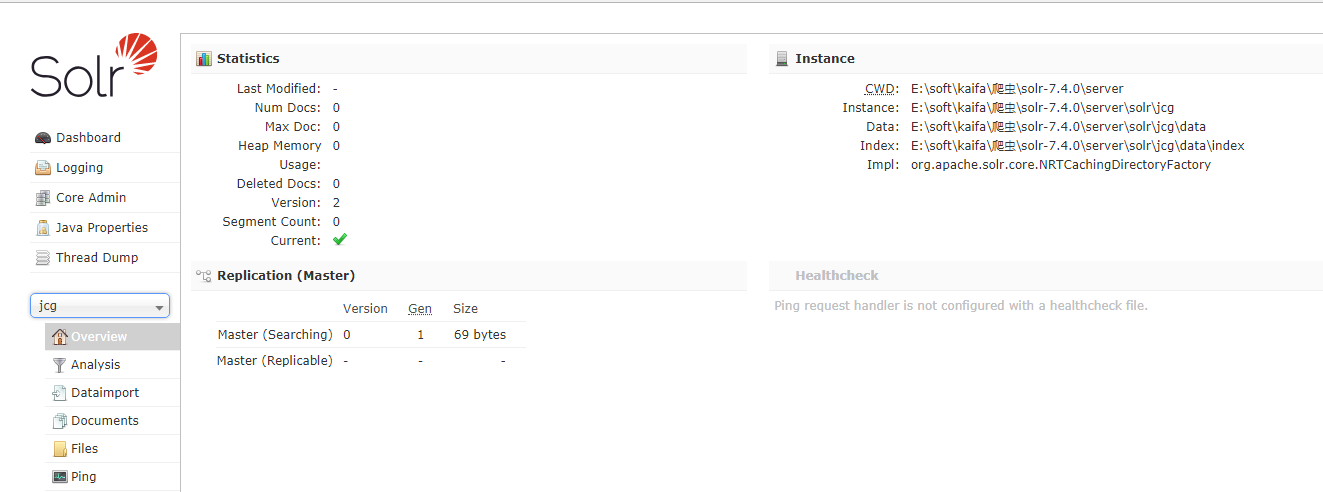 Solr
Dashboard
Logging
Core Admin
Java Properties
Thread Dump
jcg
Overview
Analysis
Dataimport
Documents
Files
Ping
Statistics
Last Modified: -
Num Docs: 0
Max Doc: 0
Heap Memory 0
Usage:
Deleted Docs: 0
Version: 2
Segment Count: 0
Current:
Instance
CWD: E:\soft\kaifa\爬虫\solr-7.4.0\server
Instance: E:\soft\kaifa\爬虫\solr-7.4.0\server\solr\jcg
Data: E:\soft\kaifa\爬虫\solr-7.4.0\server\solr\jcg\data
Index: E:\soft\kaifa\爬虫\solr-7.4.0\server\solr\jcg\data\index
Impl: org.apache.solr.core.NRTCachingDirectoryFactory
Replication (Master)
Version Gen Size
Master (Searching) 0 1 69 bytes
Master (Replicable) - - -
Healthcheck
Ping request handler is not configured with a healthcheck file.